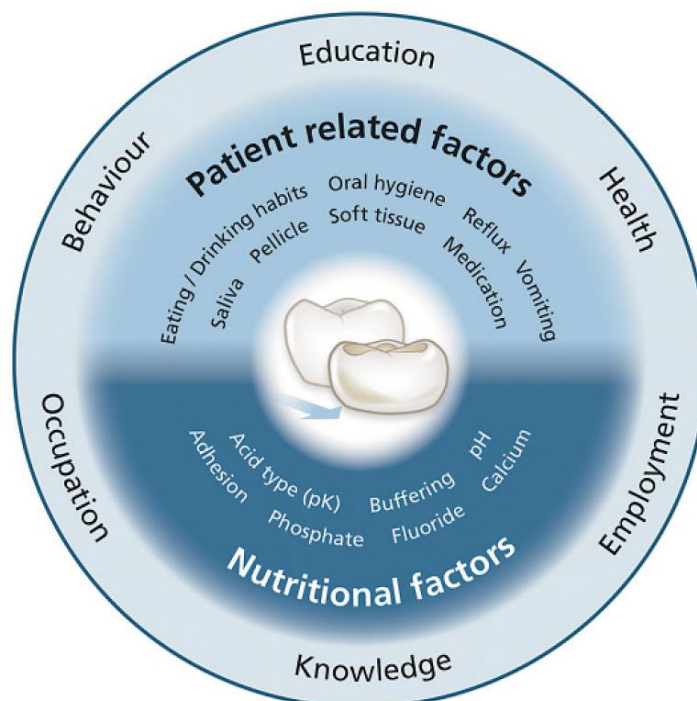 Education
Behaviour
Health
Patient related factors
Eating / Drinking habits
Oral hygiene
Reflux
Vomiting
Saliva
Pellicle
Soft tissue
Medication
Occupation
Employment
Adhesion
Acid type (pK)
Phosphate
Buffering
Fluoride
pH
Calcium
Nutritional factors
Knowledge